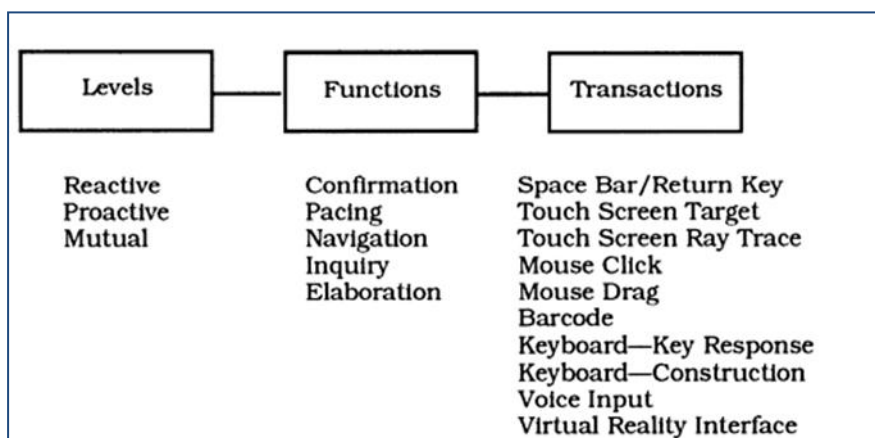 Levels
Functions
Transactions
Reactive
Proactive
Mutual
Confirmation
Pacing
Navigation
Inquiry
Elaboration
Space Bar/Return Key
Touch Screen Target
Touch Screen Ray Trace
Mouse Click
Mouse Drag
Barcode
Keyboard—Key Response
Keyboard—Construction
Voice Input
Virtual Reality Interface